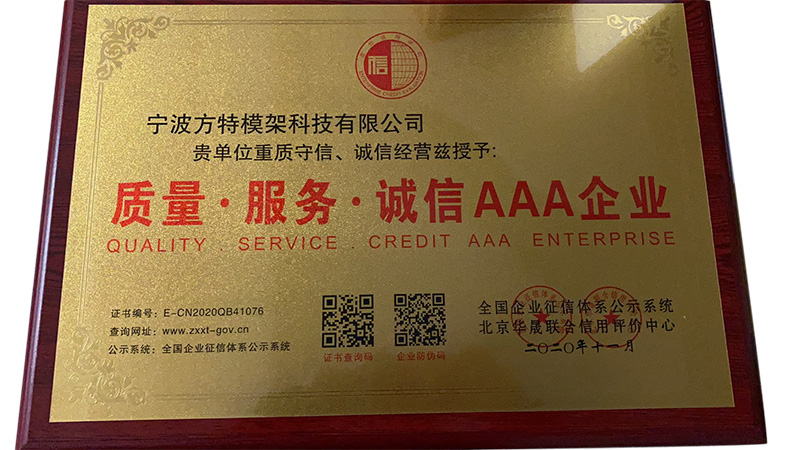 信
ENTERPRISE CREDIT EVALUATION
宁波方特模架科技有限公司
贵单位重质守信、诚信经营兹授予:
质量·服务·诚信AAA企业
QUALITY . SERVICE . CREDIT AAA ENTERPRISE
证书编号: E-CN2020QB41076
查询网址: www.zxxt-gov.cn
公示系统: 全国企业征信体系公示系统
证书查询码
企业防伪码
全国企业征信体系公示系统
北京华晟联合信用评价中心
二〇二〇年十一月